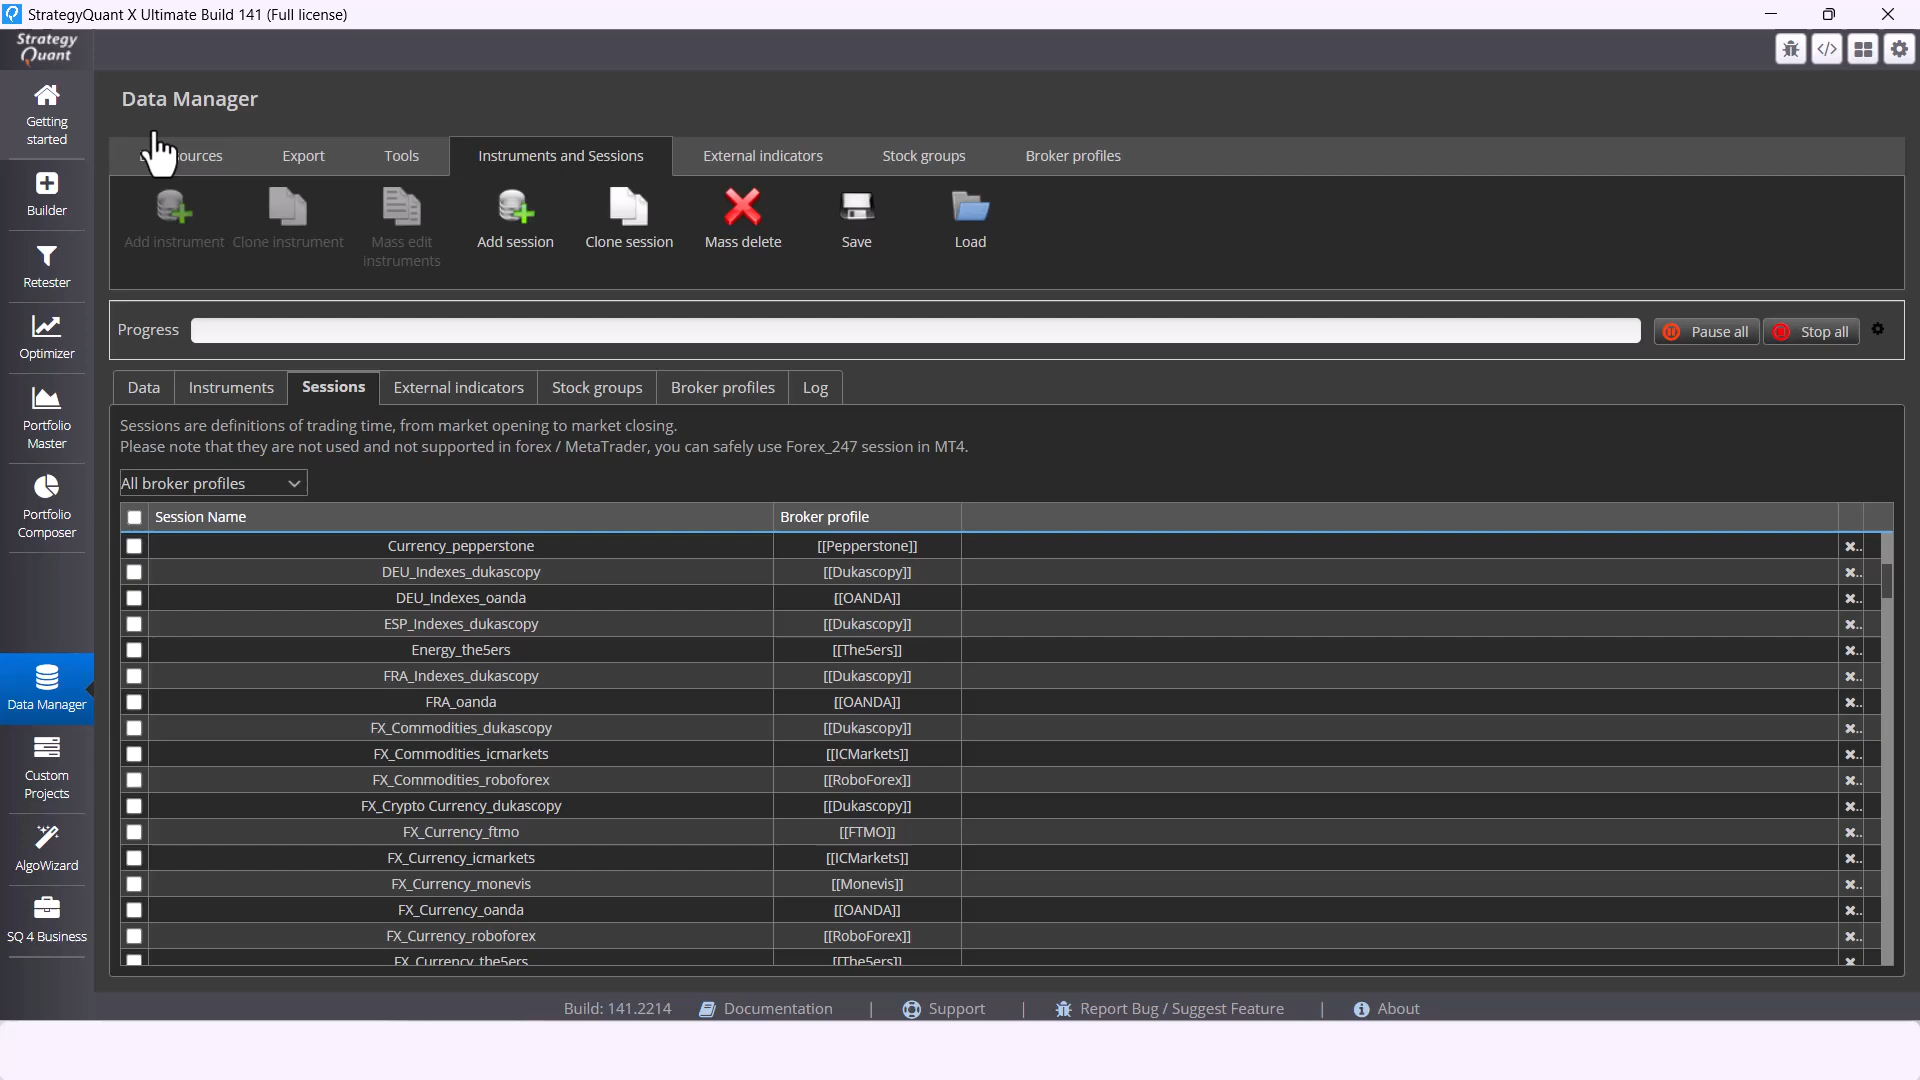 StrategyQuant X Ultimate Build 141 (Full license)
Strategy
Quant
Data Manager
Getting
started
Builder
Retester
Optimizer
Portfolio
Master
Portfolio
Composer
Data Manager
Custom
Projects
AlgoWizard
SQ 4 Business
Export
Tools
Instruments and Sessions
External indicators
Stock groups
Broker profiles
Add instrument
Clone instrument
Mass edit
instruments
Add session
Clone session
Mass delete
Save
Load
Progress
Pause all
Stop all
Data
Instruments
Sessions
External indicators
Stock groups
Broker profiles
Log
Sessions are definitions of trading time, from market opening to market closing.
Please note that they are not used and not supported in forex / MetaTrader, you can safely use Forex_247 session in MT4.
All broker profiles
Session Name Broker profile
Currency_pepperstone [[Pepperstone]]
DEU_Indexes_dukascopy [[Dukascopy]]
DEU_Indexes_oanda [[OANDA]]
ESP_Indexes_dukascopy [[Dukascopy]]
Energy_the5ers [[The5ers]]
FRA_Indexes_dukascopy [[Dukascopy]]
FRA_oanda [[OANDA]]
FX_Commodities_dukascopy [[Dukascopy]]
FX_Commodities_icmarkets [[ICMarkets]]
FX_Commodities_roboforex [[RoboForex]]
FX_Crypto Currency_dukascopy [[Dukascopy]]
FX_Currency_ftmo [[FTMO]]
FX_Currency_icmarkets [[ICMarkets]]
FX_Currency_monevis [[Monevis]]
FX_Currency_oanda [[OANDA]]
FX_Currency_roboforex [[RoboForex]]
FX_Currency_the5ers [[The5ers]]
Build: 141.2214 Documentation | Support | Report Bug / Suggest Feature | About